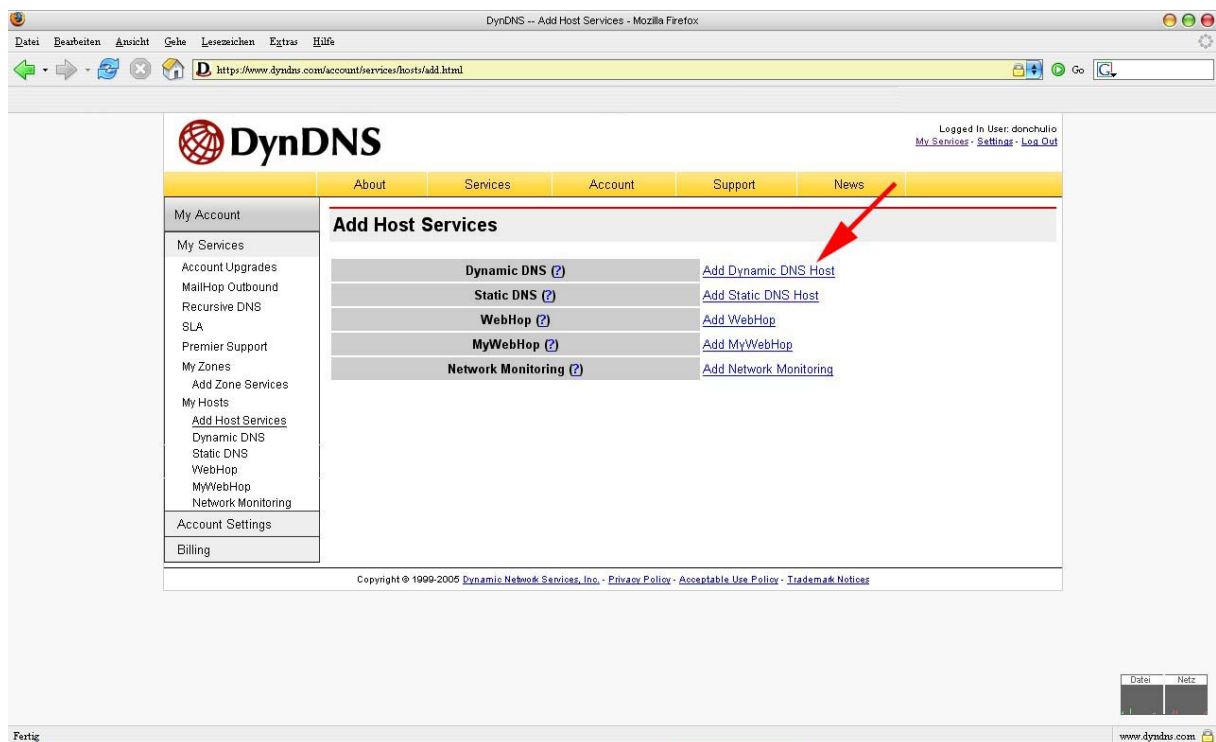 DynDNS -- Add Host Services - Mozilla Firefox
Datei Bearbeiten Ansicht Gehe Lesezeichen Extras Hilfe
D https://www.dyndns.com/account/services/hosts/add.html Go G
DynDNS
Logged In User: donchulio
My Services - Settings - Log Out
About Services Account Support News
My Account
My Services
Account Upgrades
MailHop Outbound
Recursive DNS
SLA
Premier Support
My Zones
Add Zone Services
My Hosts
Add Host Services
Dynamic DNS
Static DNS
WebHop
MyWebHop
Network Monitoring
Account Settings
Billing
Add Host Services
Dynamic DNS (?) Add Dynamic DNS Host
Static DNS (?) Add Static DNS Host
WebHop (?) Add WebHop
MyWebHop (?) Add MyWebHop
Network Monitoring (?) Add Network Monitoring
Copyright © 1999-2005 Dynamic Network Services, Inc. - Privacy Policy - Acceptable Use Policy - Trademark Notices
Datei Netz
Fertig www.dyndns.com